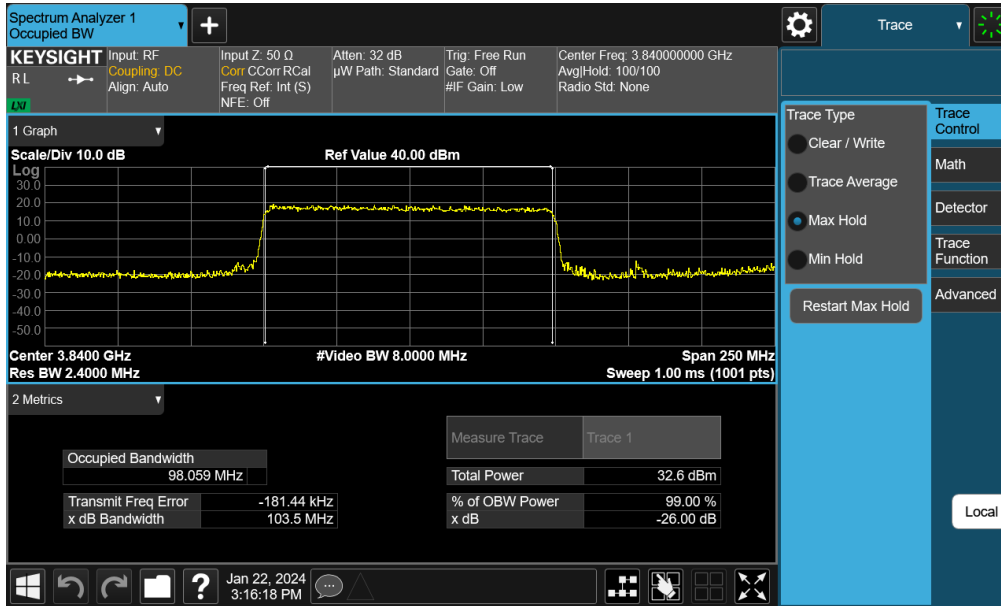 Spectrum Analyzer 1
Occupied BW
+
Trace
KEYSIGHT
R L
LXI
Input: RF
Coupling: DC
Align: Auto
Input Z: 50 Ω
Corr CCorr RCal
Freq Ref: Int (S)
NFE: Off
Atten: 32 dB
µW Path: Standard
Trig: Free Run
Gate: Off
#IF Gain: Low
Center Freq: 3.840000000 GHz
Avg|Hold: 100/100
Radio Std: None
1 Graph
Scale/Div 10.0 dB
Ref Value 40.00 dBm
Log
30.0
20.0
10.0
0.00
-10.0
-20.0
-30.0
-40.0
-50.0
Center 3.8400 GHz
#Video BW 8.0000 MHz
Span 250 MHz
Res BW 2.4000 MHz
Sweep 1.00 ms (1001 pts)
2 Metrics
Measure Trace
Trace 1
Occupied Bandwidth
98.059 MHz
Total Power
32.6 dBm
Transmit Freq Error
-181.44 kHz
% of OBW Power
99.00 %
x dB Bandwidth
103.5 MHz
x dB
-26.00 dB
Trace Type
Clear / Write
Trace Average
Max Hold
Min Hold
Restart Max Hold
Trace
Control
Math
Detector
Trace
Function
Advanced
Local
?
Jan 22, 2024
3:16:18 PM